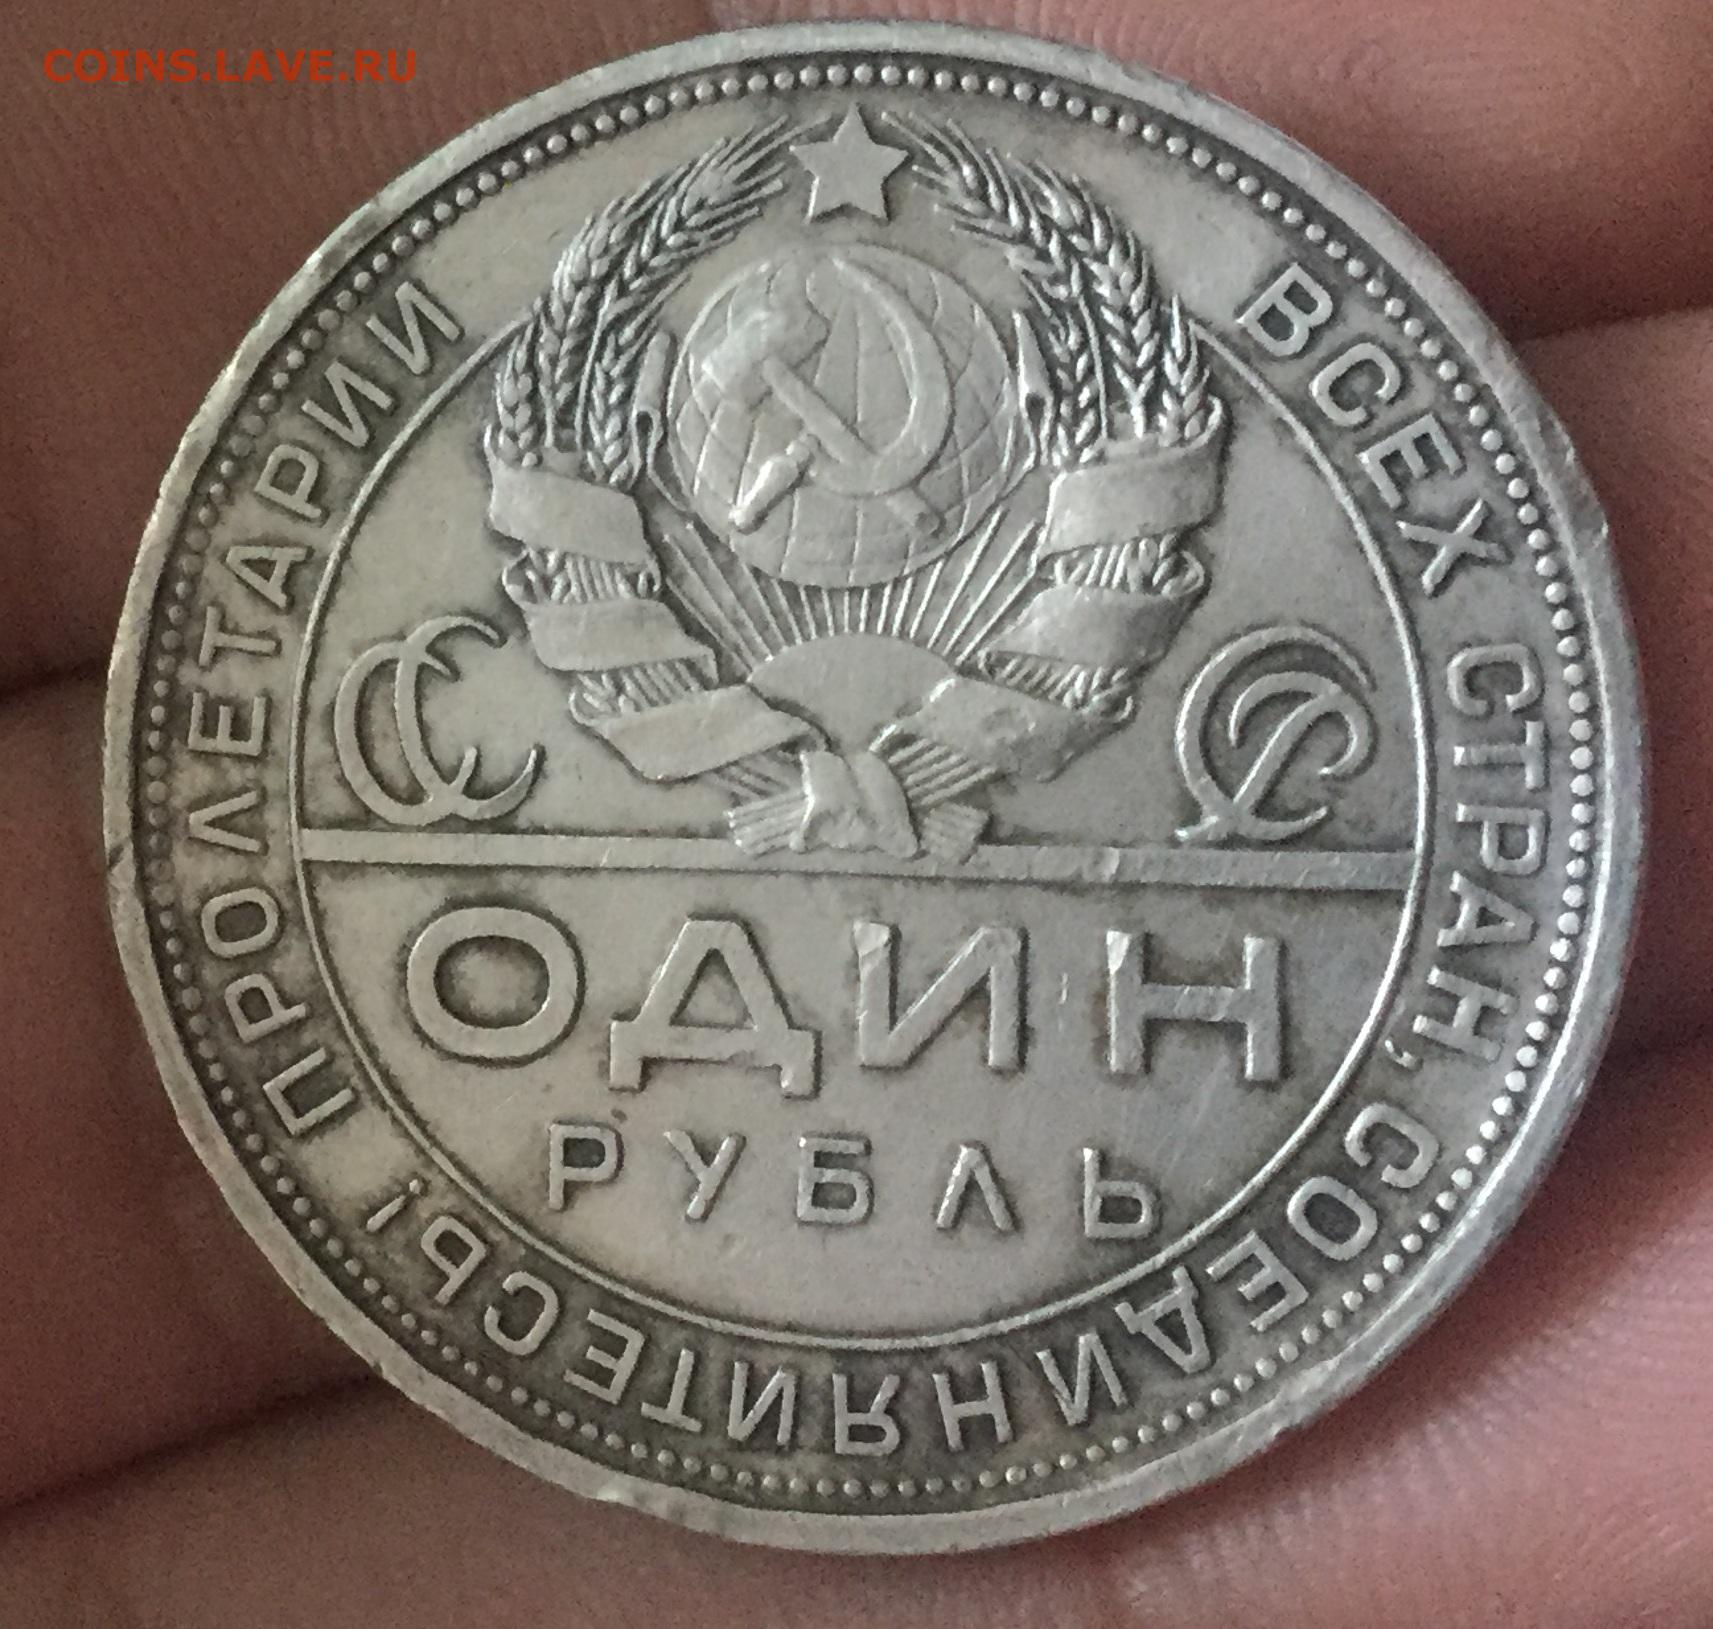 COINS.LAVE.RU
ПРОЛЕТАРИИ ВСЕХ СТРАН, СОЕДИНЯЙТЕСЬ!
СССР
ОДИН
РУБЛЬ